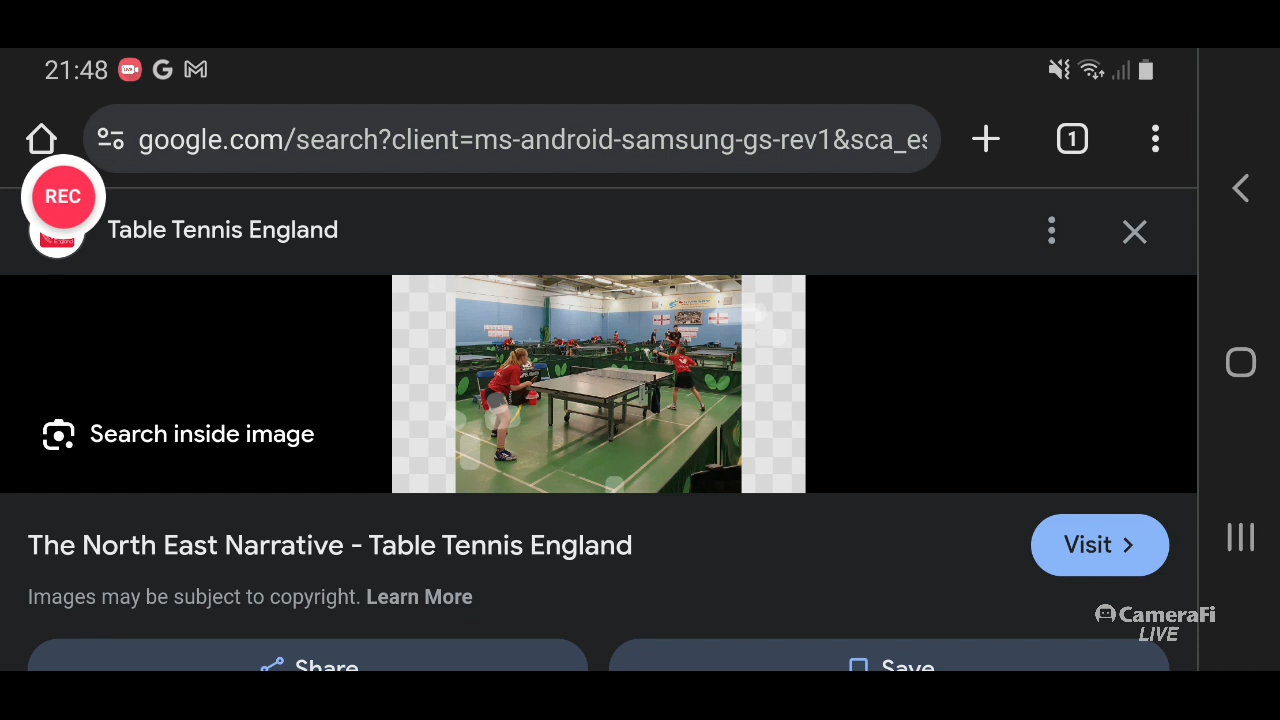 21:48
google.com/search?client=ms-android-samsung-gs-rev1&sca_es
1
REC
Table Tennis England
Search inside image
The North East Narrative - Table Tennis England
Visit
Images may be subject to copyright. Learn More
CameraFi
LIVE
Share
Save